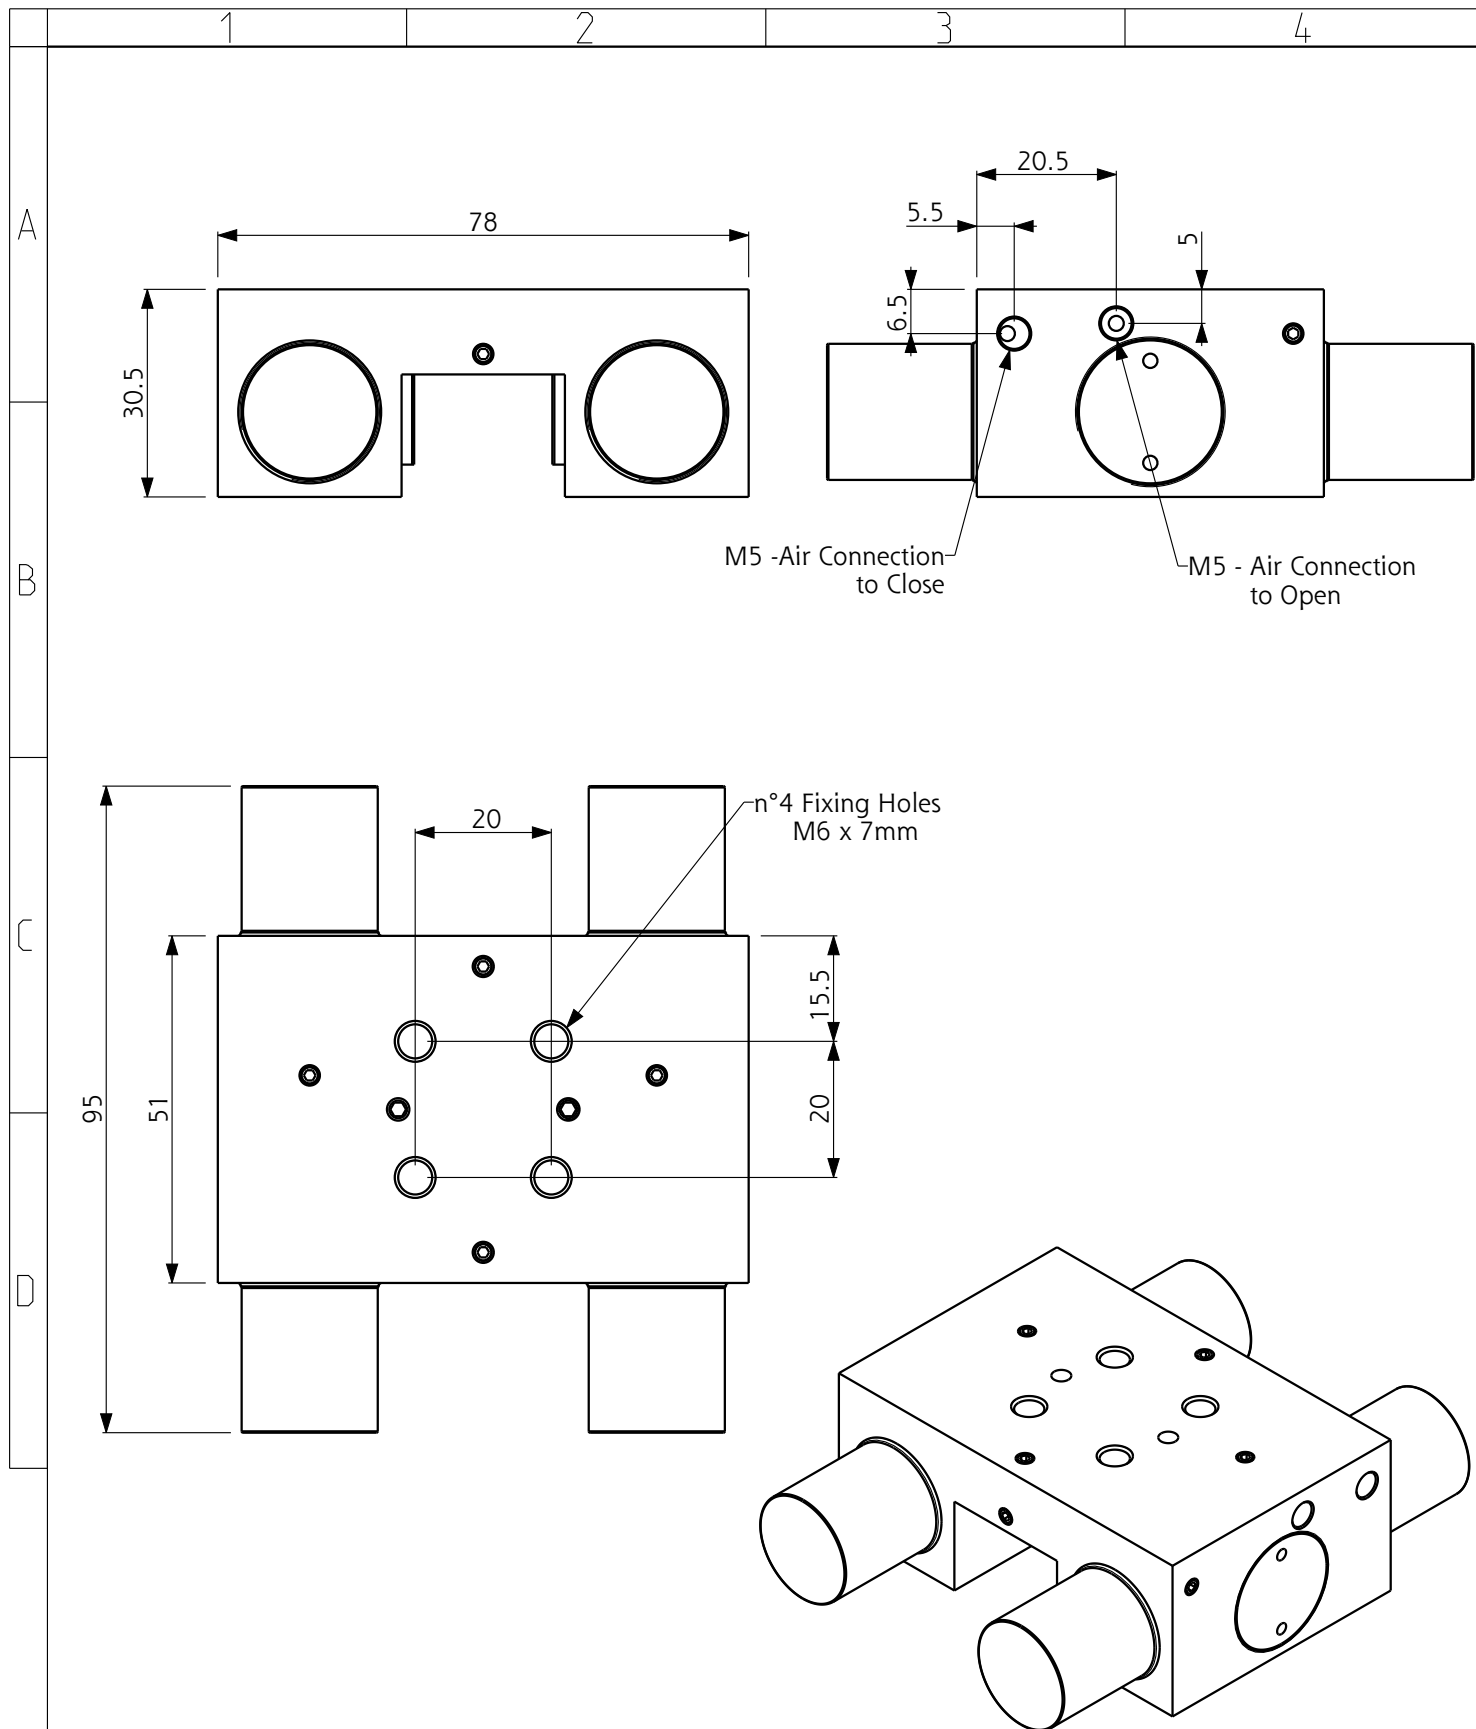 1 2 3 4
A
B
C
D
78
30.5
20.5
5.5
5
6.5
M5 -Air Connection
to Close
M5 - Air Connection
to Open
20
n°4 Fixing Holes
M6 x 7mm
15.5
95
51
20